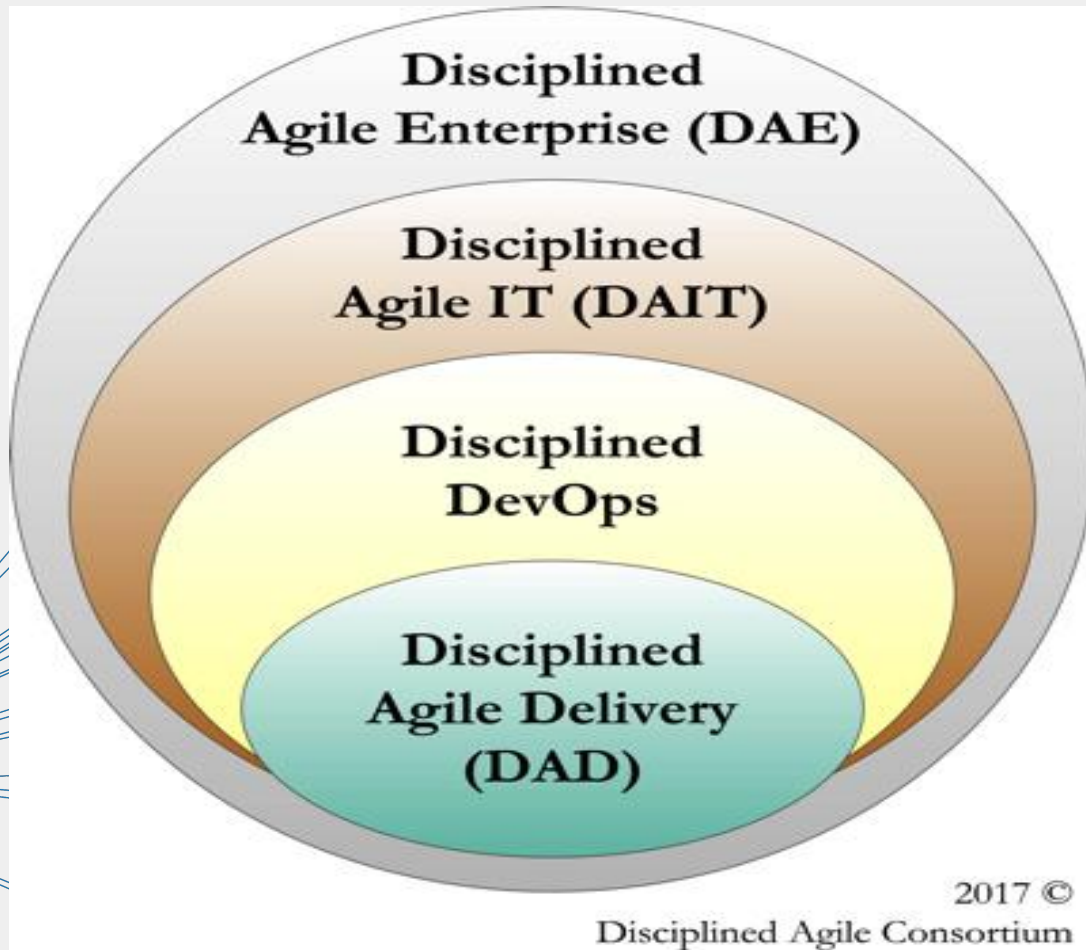 Disciplined
Agile Enterprise (DAE)
Disciplined
Agile IT (DAIT)
Disciplined
DevOps
Disciplined
Agile Delivery
(DAD)
2017 ©
Disciplined Agile Consortium